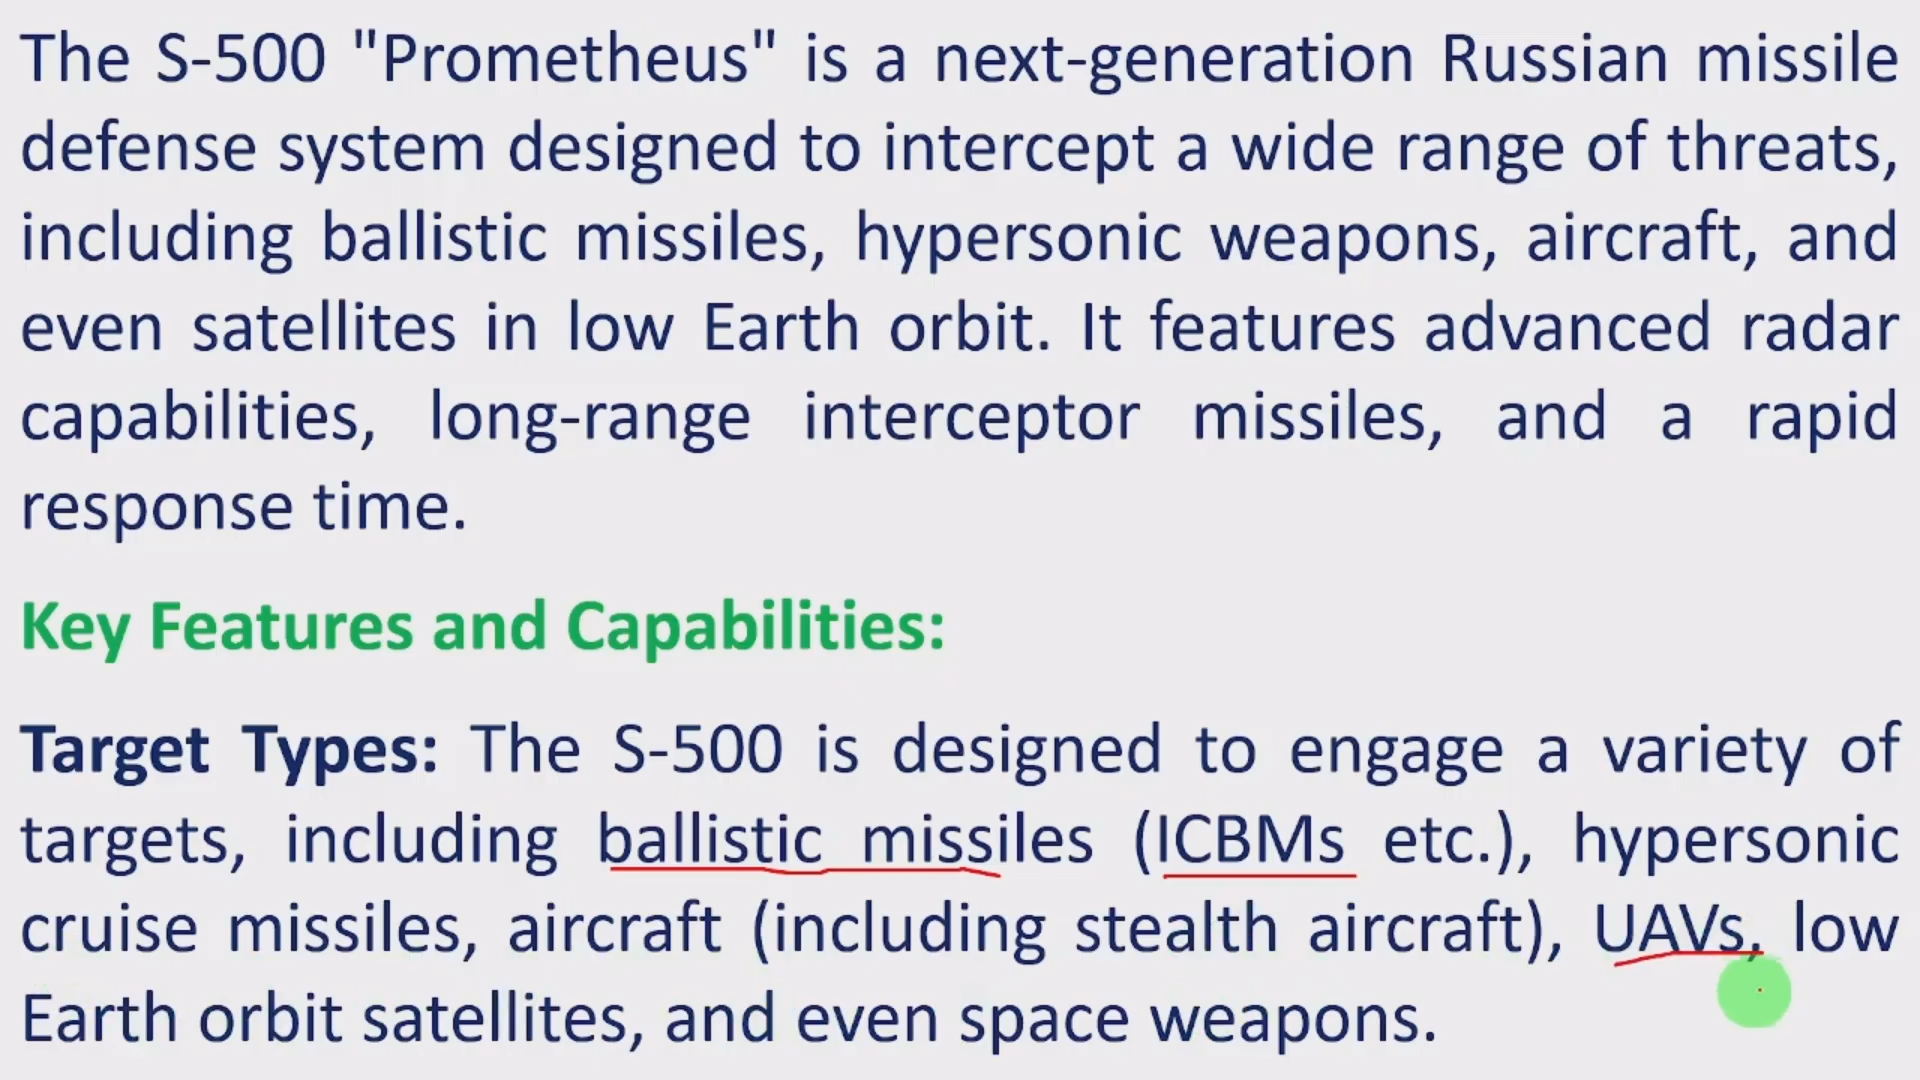 The S-500 "Prometheus" is a next-generation Russian missile
defense system designed to intercept a wide range of threats,
including ballistic missiles, hypersonic weapons, aircraft, and
even satellites in low Earth orbit. It features advanced radar
capabilities, long-range interceptor missiles, and a rapid
response time.
Key Features and Capabilities:
Target Types: The S-500 is designed to engage a variety of
targets, including ballistic missiles (ICBMs etc.), hypersonic
cruise missiles, aircraft (including stealth aircraft), UAVs, low
Earth orbit satellites, and even space weapons.